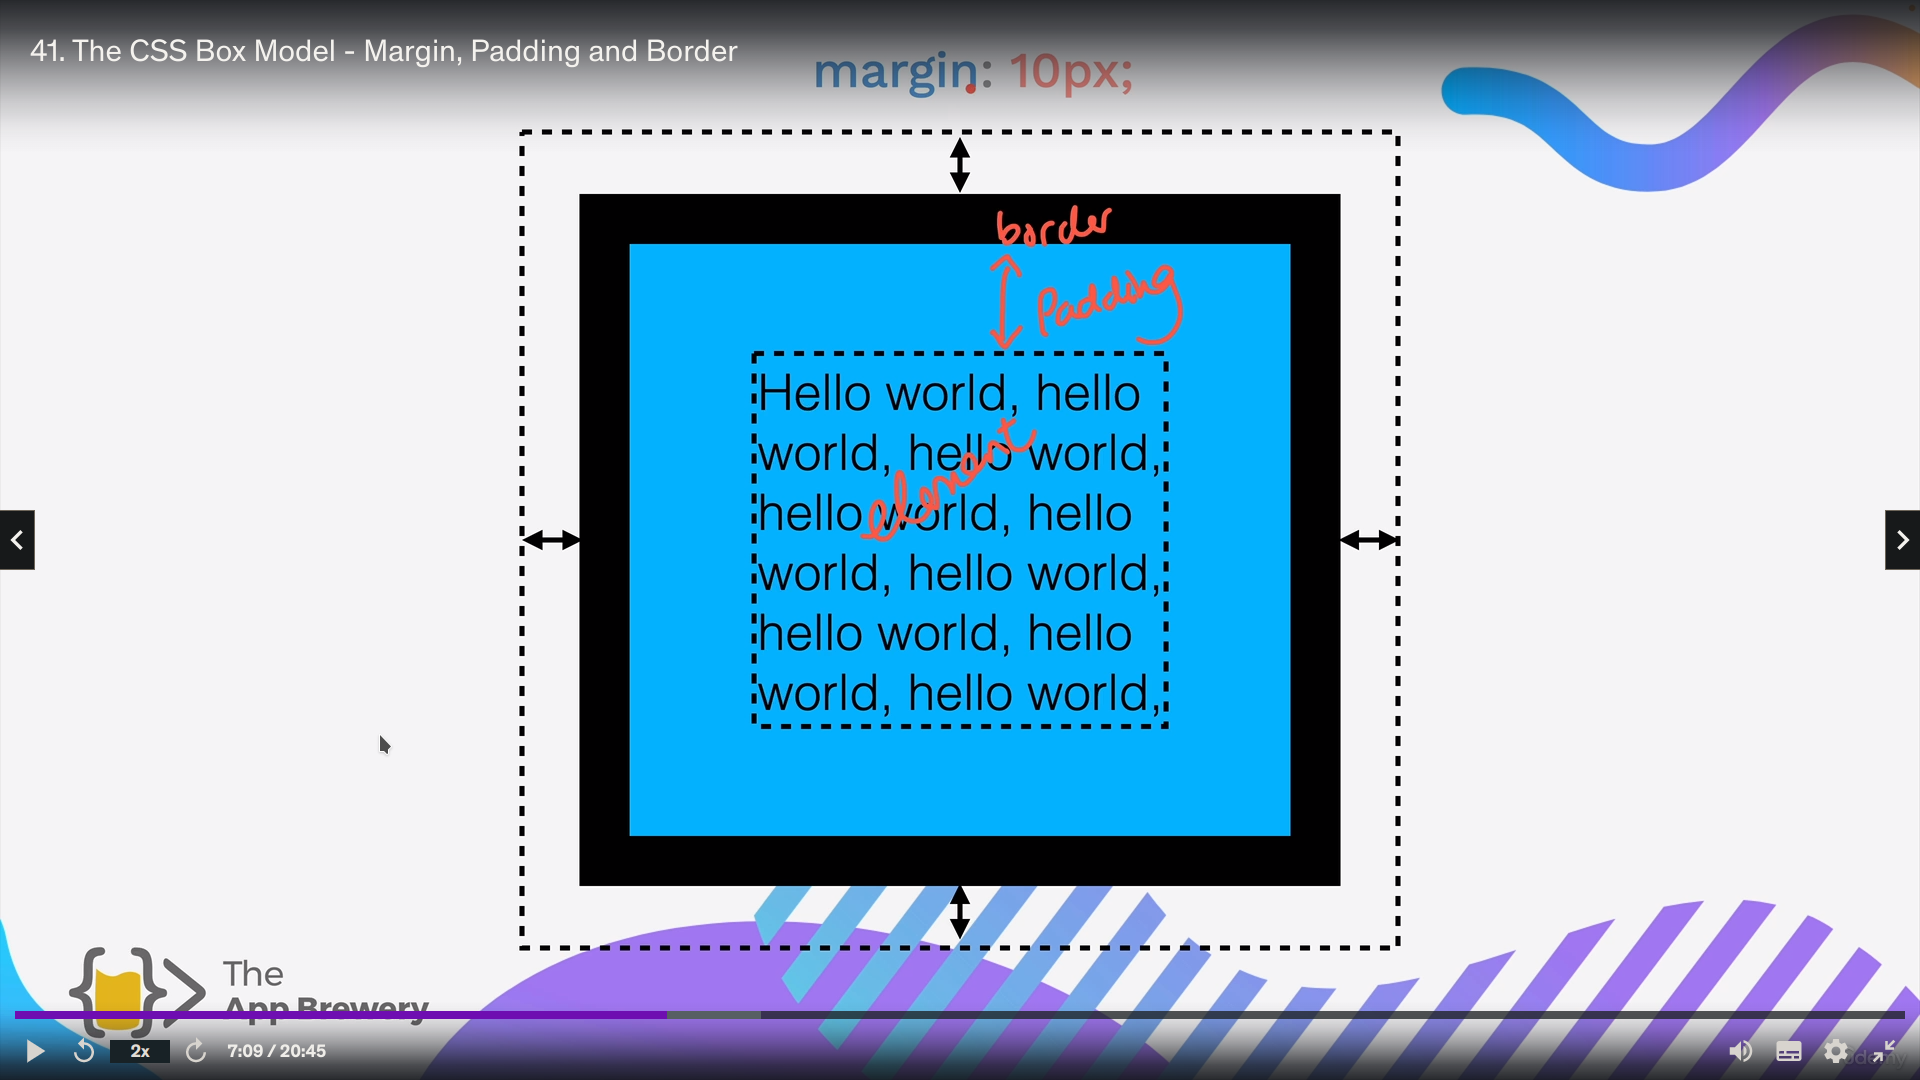 41. The CSS Box Model - Margin, Padding and Border
margin: 10px;
border
Padding
Hello world, hello
world, hello world,
element
hello world, hello
world, hello world,
hello world, hello
world, hello world,
The
App Brewery
2x
7:09 / 20:45
udemy